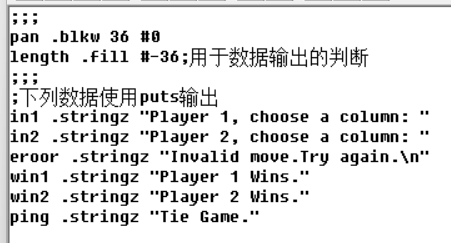 ;;;
pan .blkw 36 #0
length .fill #-36;用于数据输出的判断
;;;
;下列数据使用puts输出
in1 .stringz "Player 1, choose a column: "
in2 .stringz "Player 2, choose a column: "
eroor .stringz "Invalid move.Try again.\n"
win1 .stringz "Player 1 Wins."
win2 .stringz "Player 2 Wins."
ping .stringz "Tie Game."